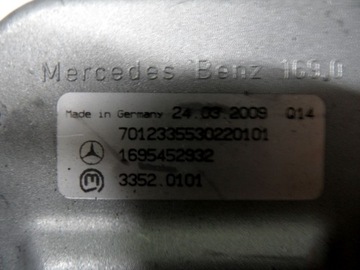 Mercedes Benz 169,0
Made in Germany 24.03.2009 Q14
7012335530220101
1695452932
3352.0101